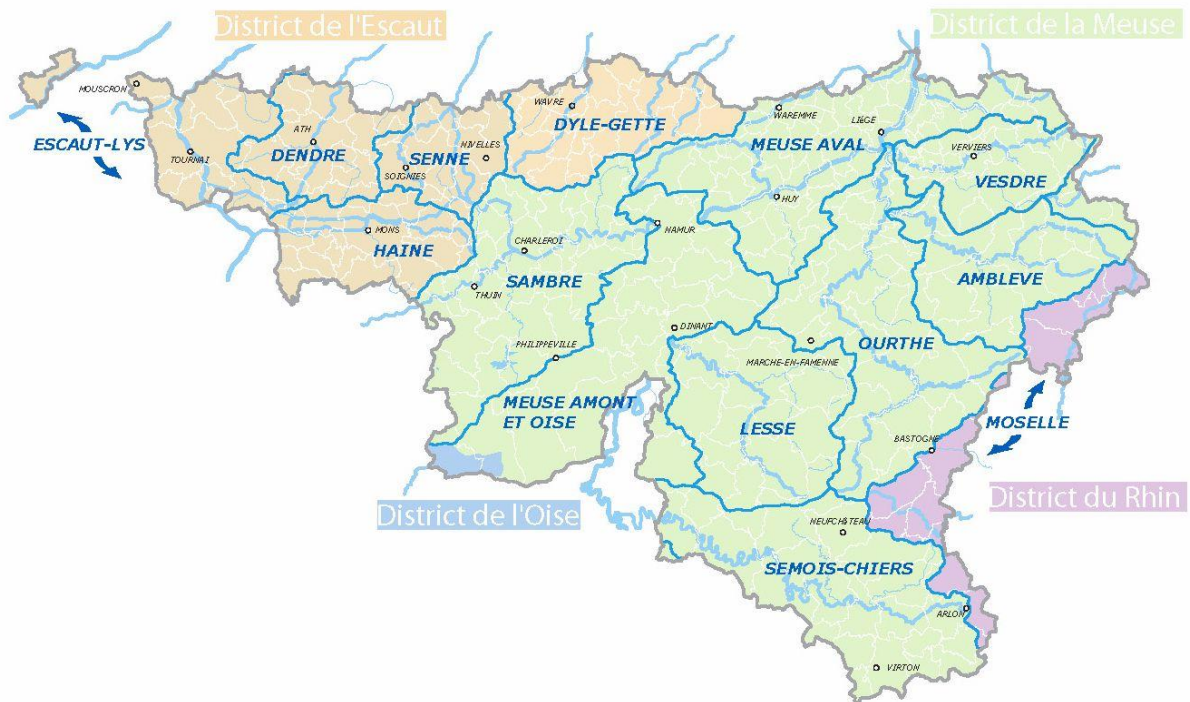 District de l'Escaut
District de la Meuse
MOUSCRON
WAVRE
WAREMME
ESCAUT-LYS
DYLE-GETTE
ATH
LIÈGE
TOURNAI
DENDRE
SENNE
NIVELLES
MEUSE AVAL
VERVIERS
SOIGNIES
VESDRE
HUY
MONS
NAMUR
HAINE
CHARLEROI
SAMBRE
AMBLEVE
THUIN
DINANT
PHILIPPEVILLE
MARCHE-EN-FAMENNE
OURTHE
MEUSE AMONT
ET OISE
LESSE
MOSELLE
BASTOGNE
District de l'Oise
District du Rhin
NEUFCHÂTEAU
SEMOIS-CHIERS
ARLON
VIRTON